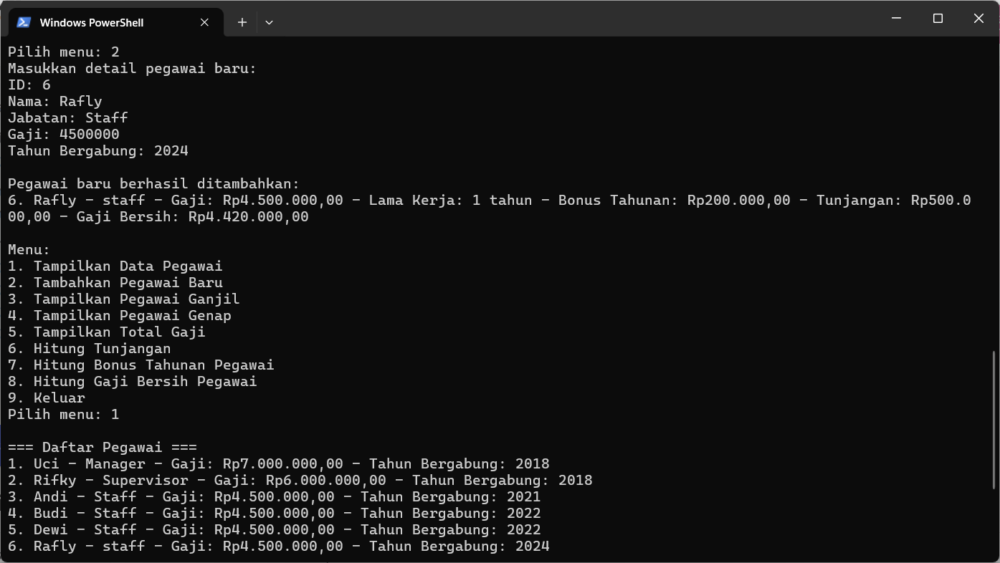 Windows PowerShell
Pilih menu: 2
Masukkan detail pegawai baru:
ID: 6
Nama: Rafly
Jabatan: Staff
Gaji: 4500000
Tahun Bergabung: 2024
Pegawai baru berhasil ditambahkan:
6. Rafly - staff - Gaji: Rp4.500.000,00 - Lama Kerja: 1 tahun - Bonus Tahunan: Rp200.000,00 - Tunjangan: Rp500.0
00,00 - Gaji Bersih: Rp4.420.000,00
Menu:
1. Tampilkan Data Pegawai
2. Tambahkan Pegawai Baru
3. Tampilkan Pegawai Ganjil
4. Tampilkan Pegawai Genap
5. Tampilkan Total Gaji
6. Hitung Tunjangan
7. Hitung Bonus Tahunan Pegawai
8. Hitung Gaji Bersih Pegawai
9. Keluar
Pilih menu: 1
=== Daftar Pegawai ===
1. Uci - Manager - Gaji: Rp7.000.000,00 - Tahun Bergabung: 2018
2. Rifky - Supervisor - Gaji: Rp6.000.000,00 - Tahun Bergabung: 2018
3. Andi - Staff - Gaji: Rp4.500.000,00 - Tahun Bergabung: 2021
4. Budi - Staff - Gaji: Rp4.500.000,00 - Tahun Bergabung: 2022
5. Dewi - Staff - Gaji: Rp4.500.000,00 - Tahun Bergabung: 2022
6. Rafly - staff - Gaji: Rp4.500.000,00 - Tahun Bergabung: 2024